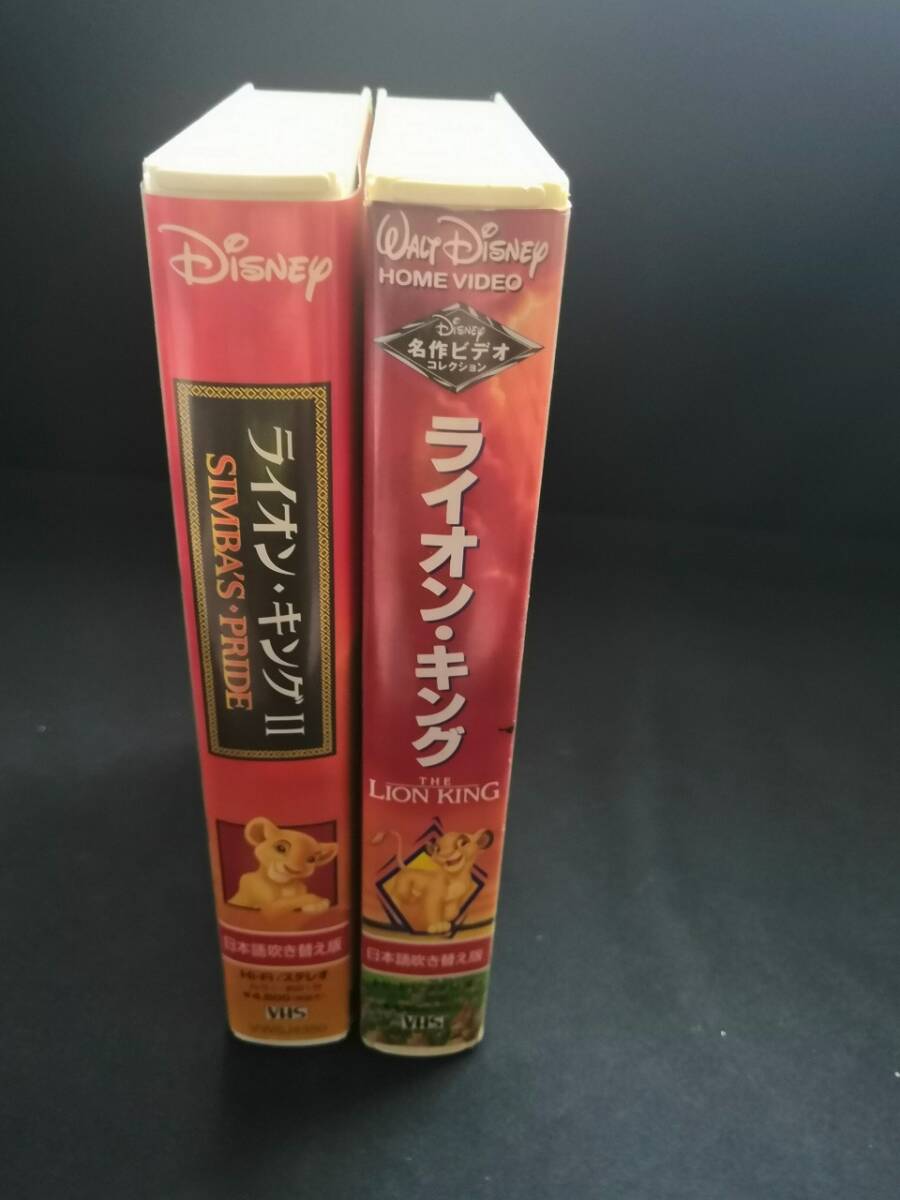 DISNEY
ライオン・キングII
SIMBA'S・PRIDE
日本語吹き替え版
Hi-Fi/ステレオ
VHS
WALT DISNEY
HOME VIDEO
DISNEY
名作ビデオ
コレクション
ライオン・キング
THE
LION KING
日本語吹き替え版
VHS